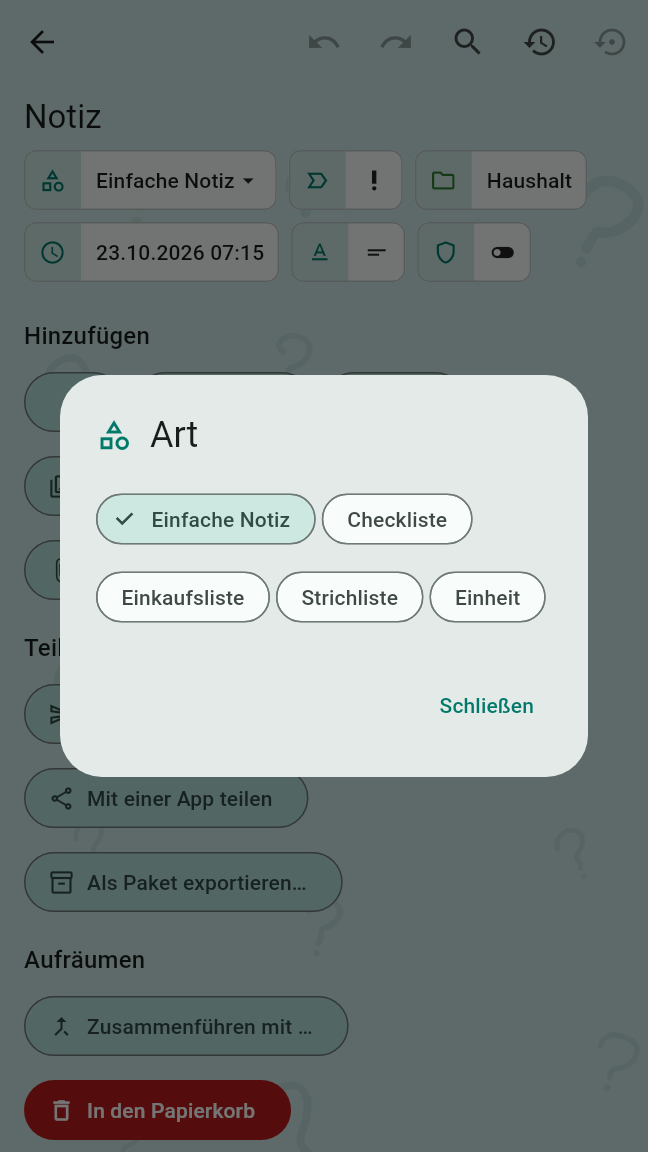 Notiz
Einfache Notiz
Haushalt
23.10.2026 07:15
Hinzufügen
Art
Einfache Notiz
Checkliste
Einkaufsliste
Strichliste
Einheit
Teil
Schließen
Mit einer App teilen
Als Paket exportieren…
Aufräumen
Zusammenführen mit …
In den Papierkorb